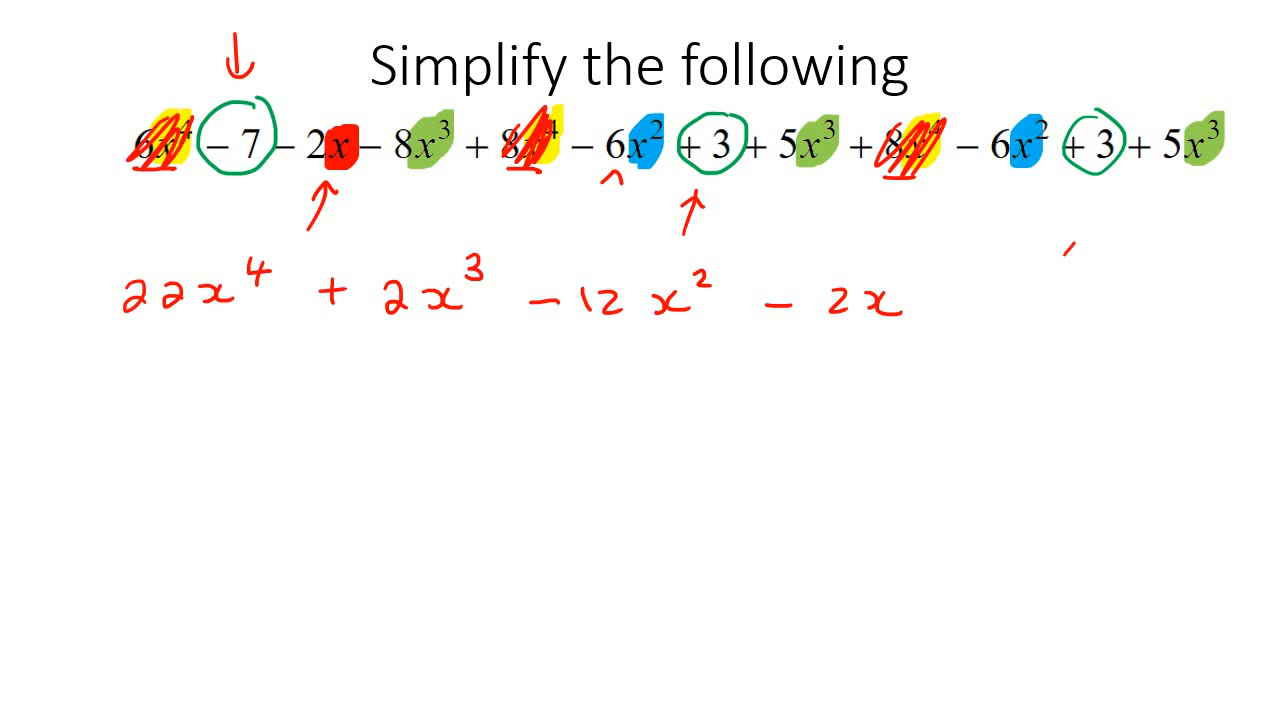 Simplify the following
6x⁴ − 7 − 2x − 8x³ + 8x⁴ − 6x² + 3 + 5x³ + 8x⁴ − 6x² + 3 + 5x³
22x⁴ + 2x³ − 12x² − 2x